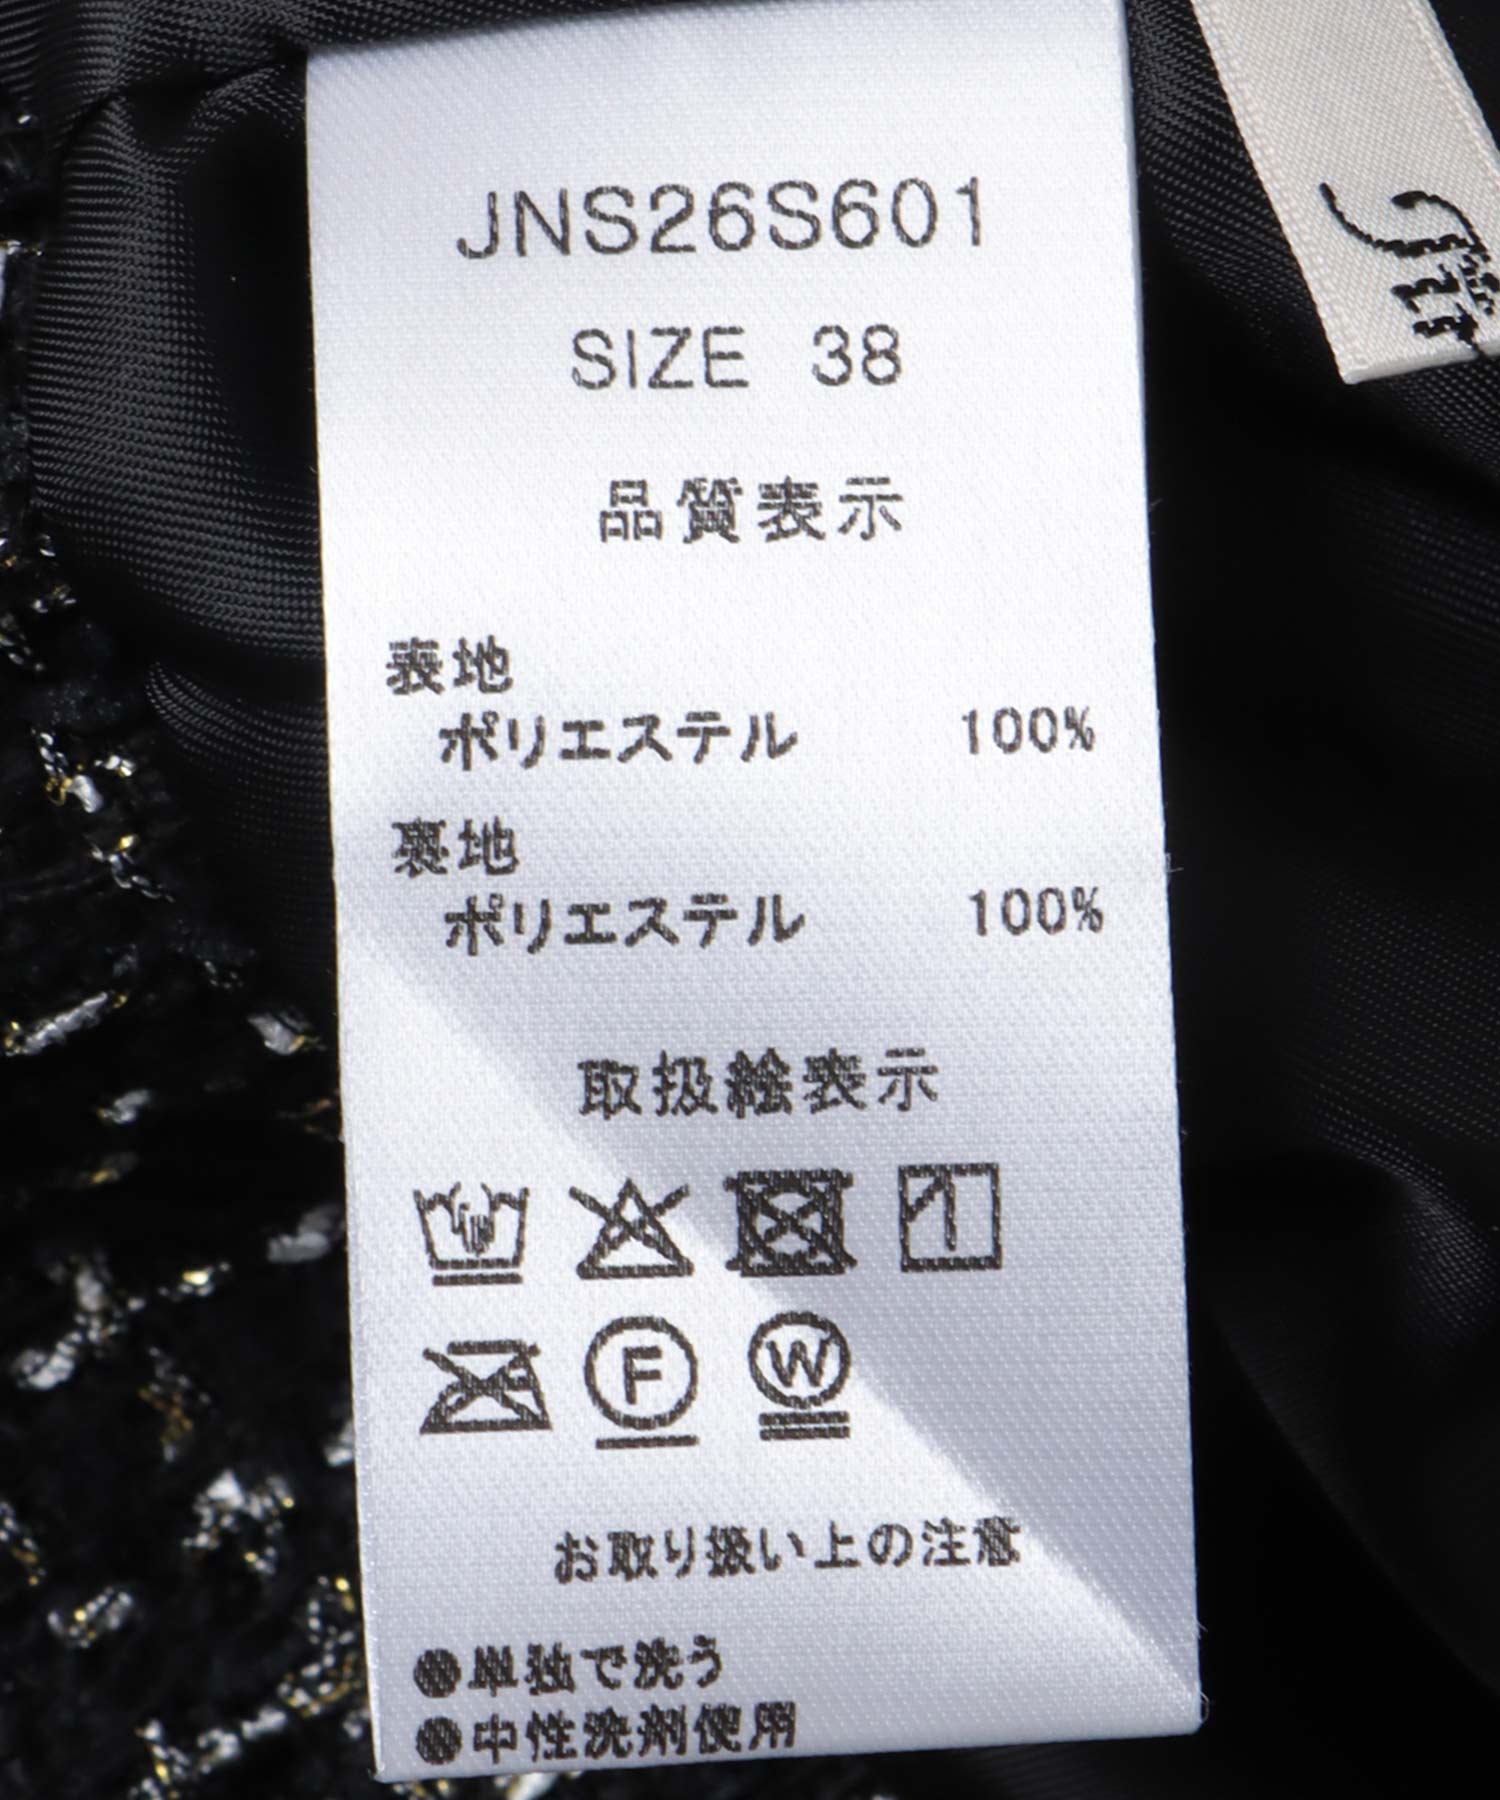 JNS26S601
SIZE 38
品質表示
表地
ポリエステル 100%
裏地
ポリエステル 100%
取扱絵表示
F W
お取り扱い上の注意
●単独で洗う
●中性洗剤使用